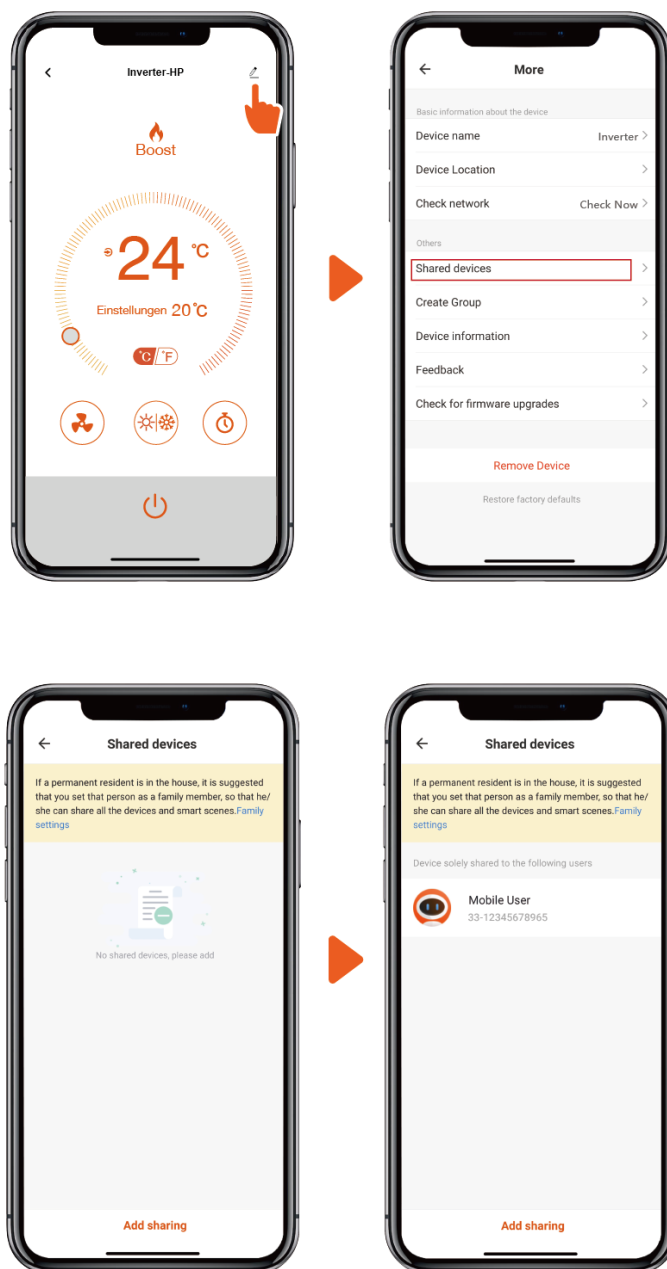 Inverter-HP
Boost
24 °C
Einstellungen 20°C
°C/°F
More
Basic information about the device
Device name Inverter
Device Location
Check network Check Now
Others
Shared devices
Create Group
Device information
Feedback
Check for firmware upgrades
Remove Device
Restore factory defaults
Shared devices
If a permanent resident is in the house, it is suggested
that you set that person as a family member, so that he/
she can share all the devices and smart scenes.Family
settings
No shared devices, please add
Add sharing
Shared devices
If a permanent resident is in the house, it is suggested
that you set that person as a family member, so that he/
she can share all the devices and smart scenes.Family
settings
Device solely shared to the following users
Mobile User
33-12345678965
Add sharing